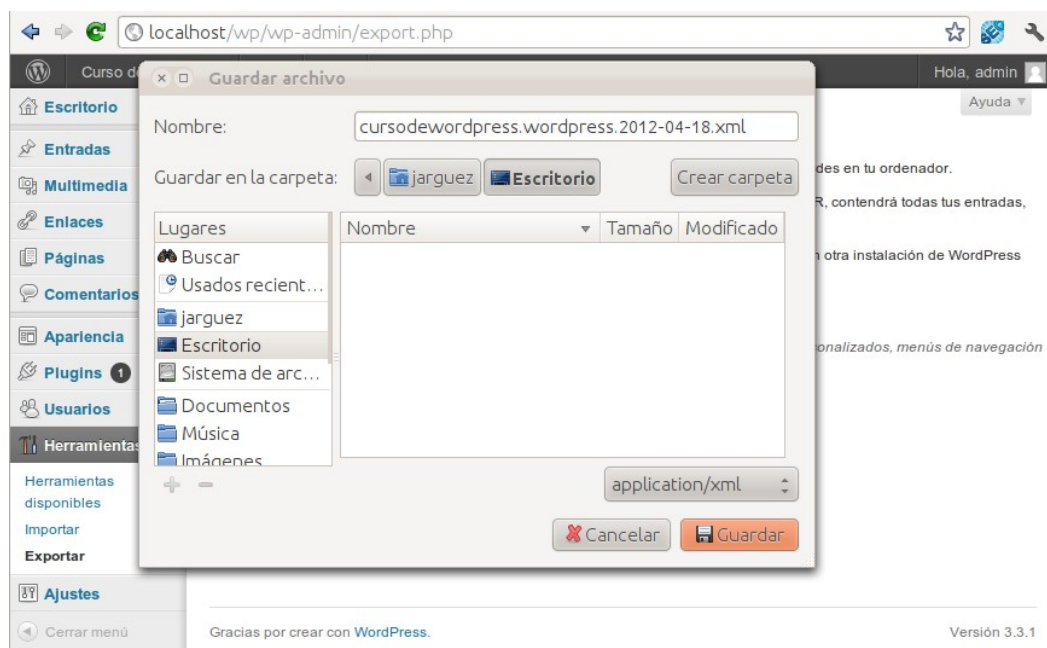 localhost/wp/wp-admin/export.php
Curso d
Hola, admin
Guardar archivo
Ayuda
Escritorio
Entradas
Multimedia
Enlaces
Páginas
Comentarios
Apariencia
Plugins 1
Usuarios
Herramientas
Herramientas
disponibles
Importar
Exportar
Ajustes
Cerrar menú
Nombre:
cursodewordpress.wordpress.2012-04-18.xml
Guardar en la carpeta:
jarguez
Escritorio
Crear carpeta
Lugares
Buscar
Usados recient...
jarguez
Escritorio
Sistema de arc...
Documentos
Música
Imágenes
Nombre
Tamaño
Modificado
application/xml
Cancelar
Guardar
des en tu ordenador.
R, contendrá todas tus entradas,
otra instalación de WordPress
onalizados, menús de navegación
Gracias por crear con WordPress.
Versión 3.3.1